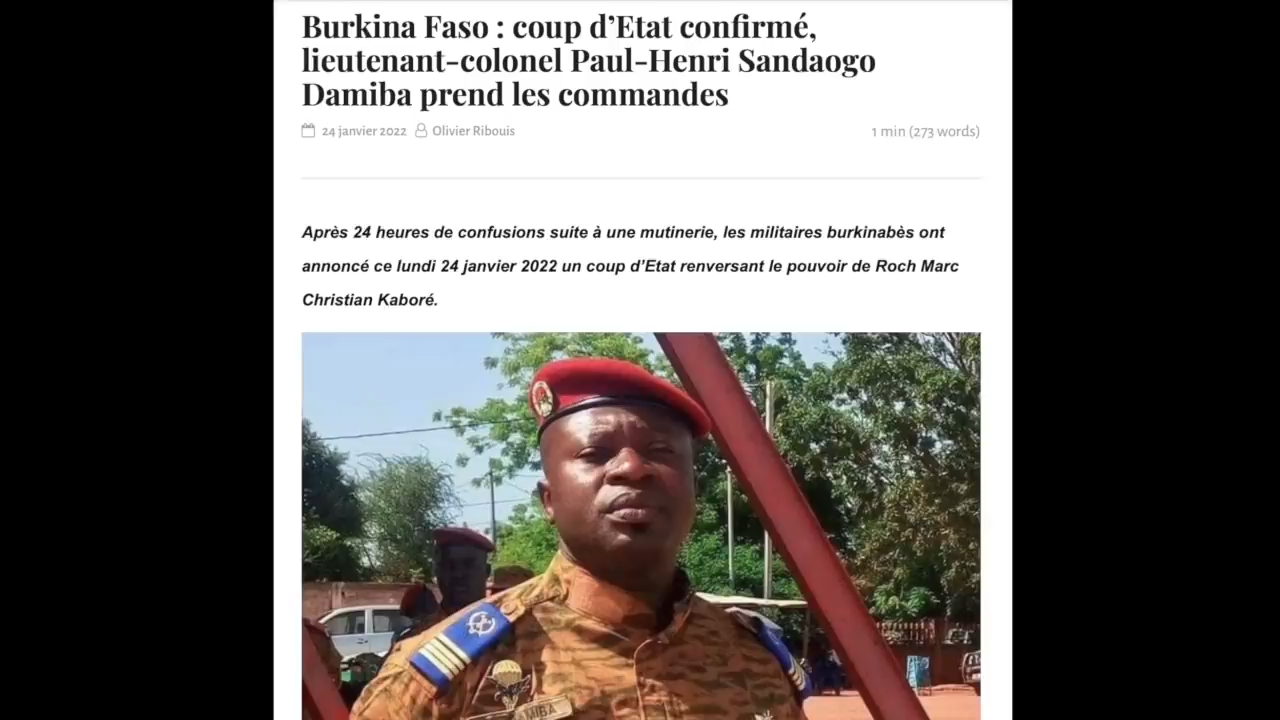 Burkina Faso : coup d’Etat confirmé,
lieutenant-colonel Paul-Henri Sandaogo
Damiba prend les commandes
24 janvier 2022 Olivier Ribouis 1 min (273 words)
Après 24 heures de confusions suite à une mutinerie, les militaires burkinabès ont
annoncé ce lundi 24 janvier 2022 un coup d’Etat renversant le pouvoir de Roch Marc
Christian Kaboré.